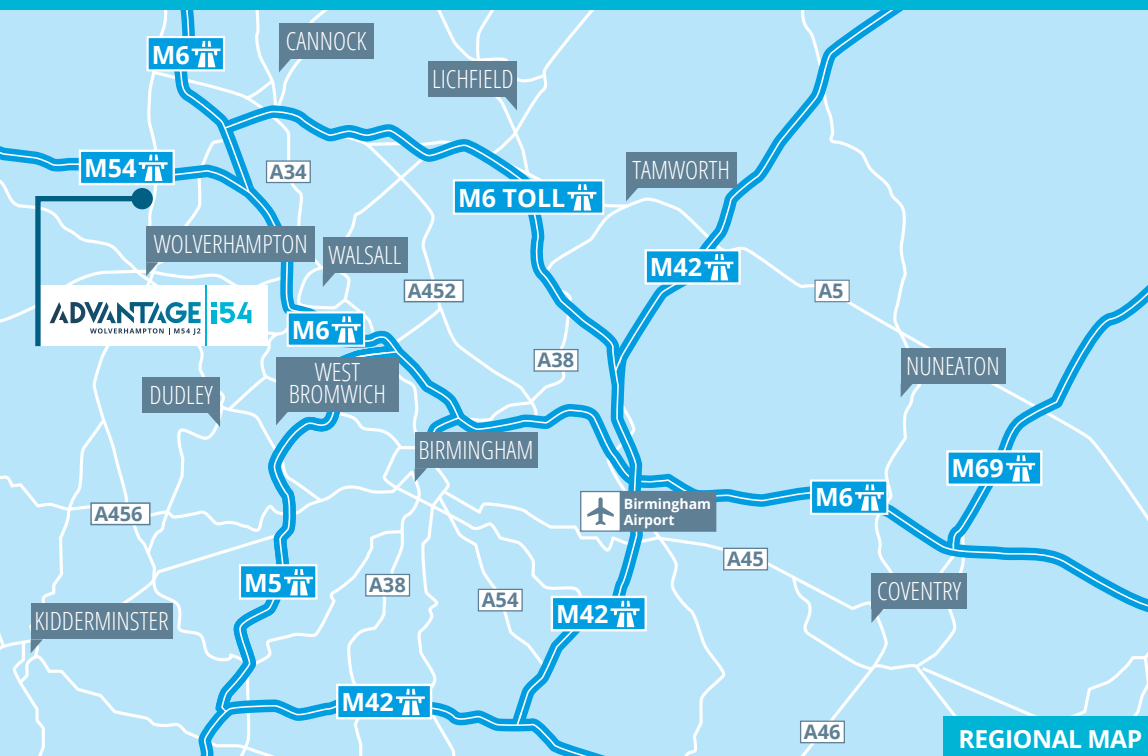 CANNOCK
M6
LICHFIELD
M54
A34
TAMWORTH
M6 TOLL
WOLVERHAMPTON
WALSALL
M42
A452
A5
ADVANTAGE i54
WOLVERHAMPTON | M54 J2
M6
A38
NUNEATON
WEST
BROMWICH
DUDLEY
BIRMINGHAM
M69
M6
A456
Birmingham
Airport
A45
M5
A38
A54
COVENTRY
M42
KIDDERMINSTER
M42
A46
REGIONAL MAP